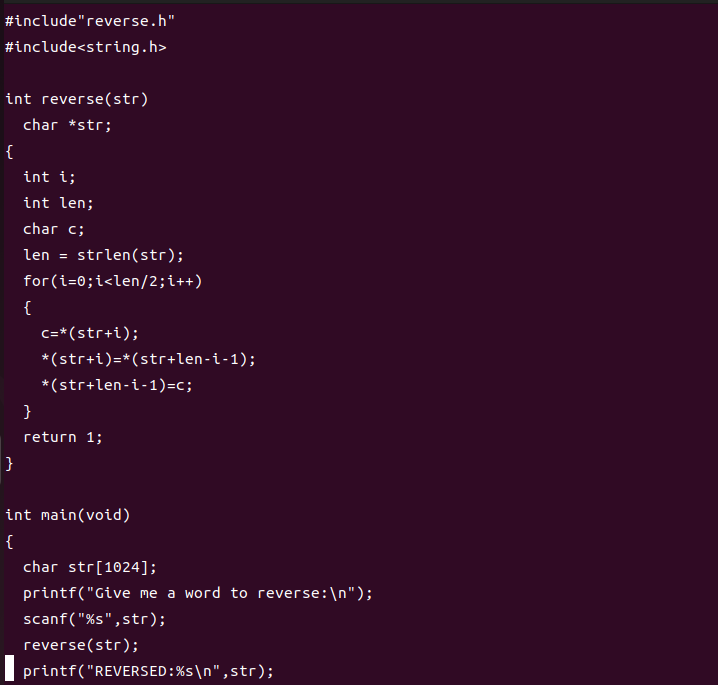 #include"reverse.h"
#include<string.h>

int reverse(str)
  char *str;
{
  int i;
  int len;
  char c;
  len = strlen(str);
  for(i=0;i<len/2;i++)
  {
    c=*(str+i);
    *(str+i)=*(str+len-i-1);
    *(str+len-i-1)=c;
  }
  return 1;
}

int main(void)
{
  char str[1024];
  printf("Give me a word to reverse:\n");
  scanf("%s",str);
  reverse(str);
  printf("REVERSED:%s\n",str);